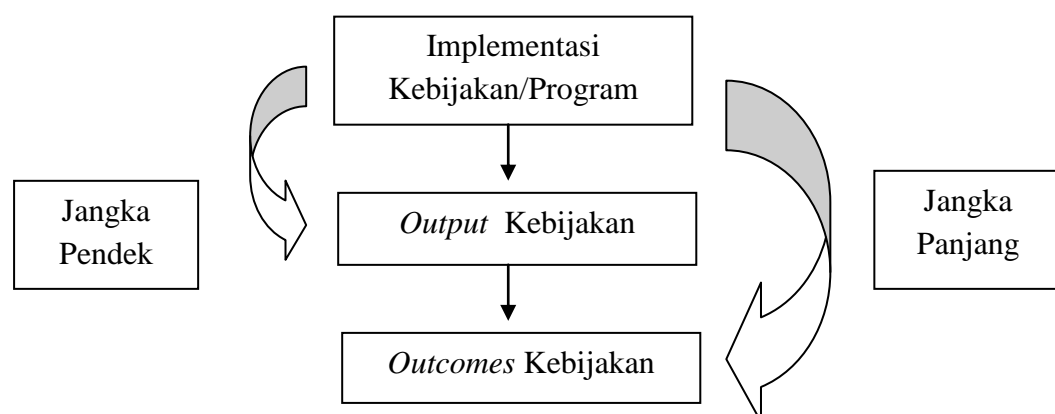 Implementasi
Kebijakan/Program
Jangka
Pendek
Output Kebijakan
Jangka
Panjang
Outcomes Kebijakan